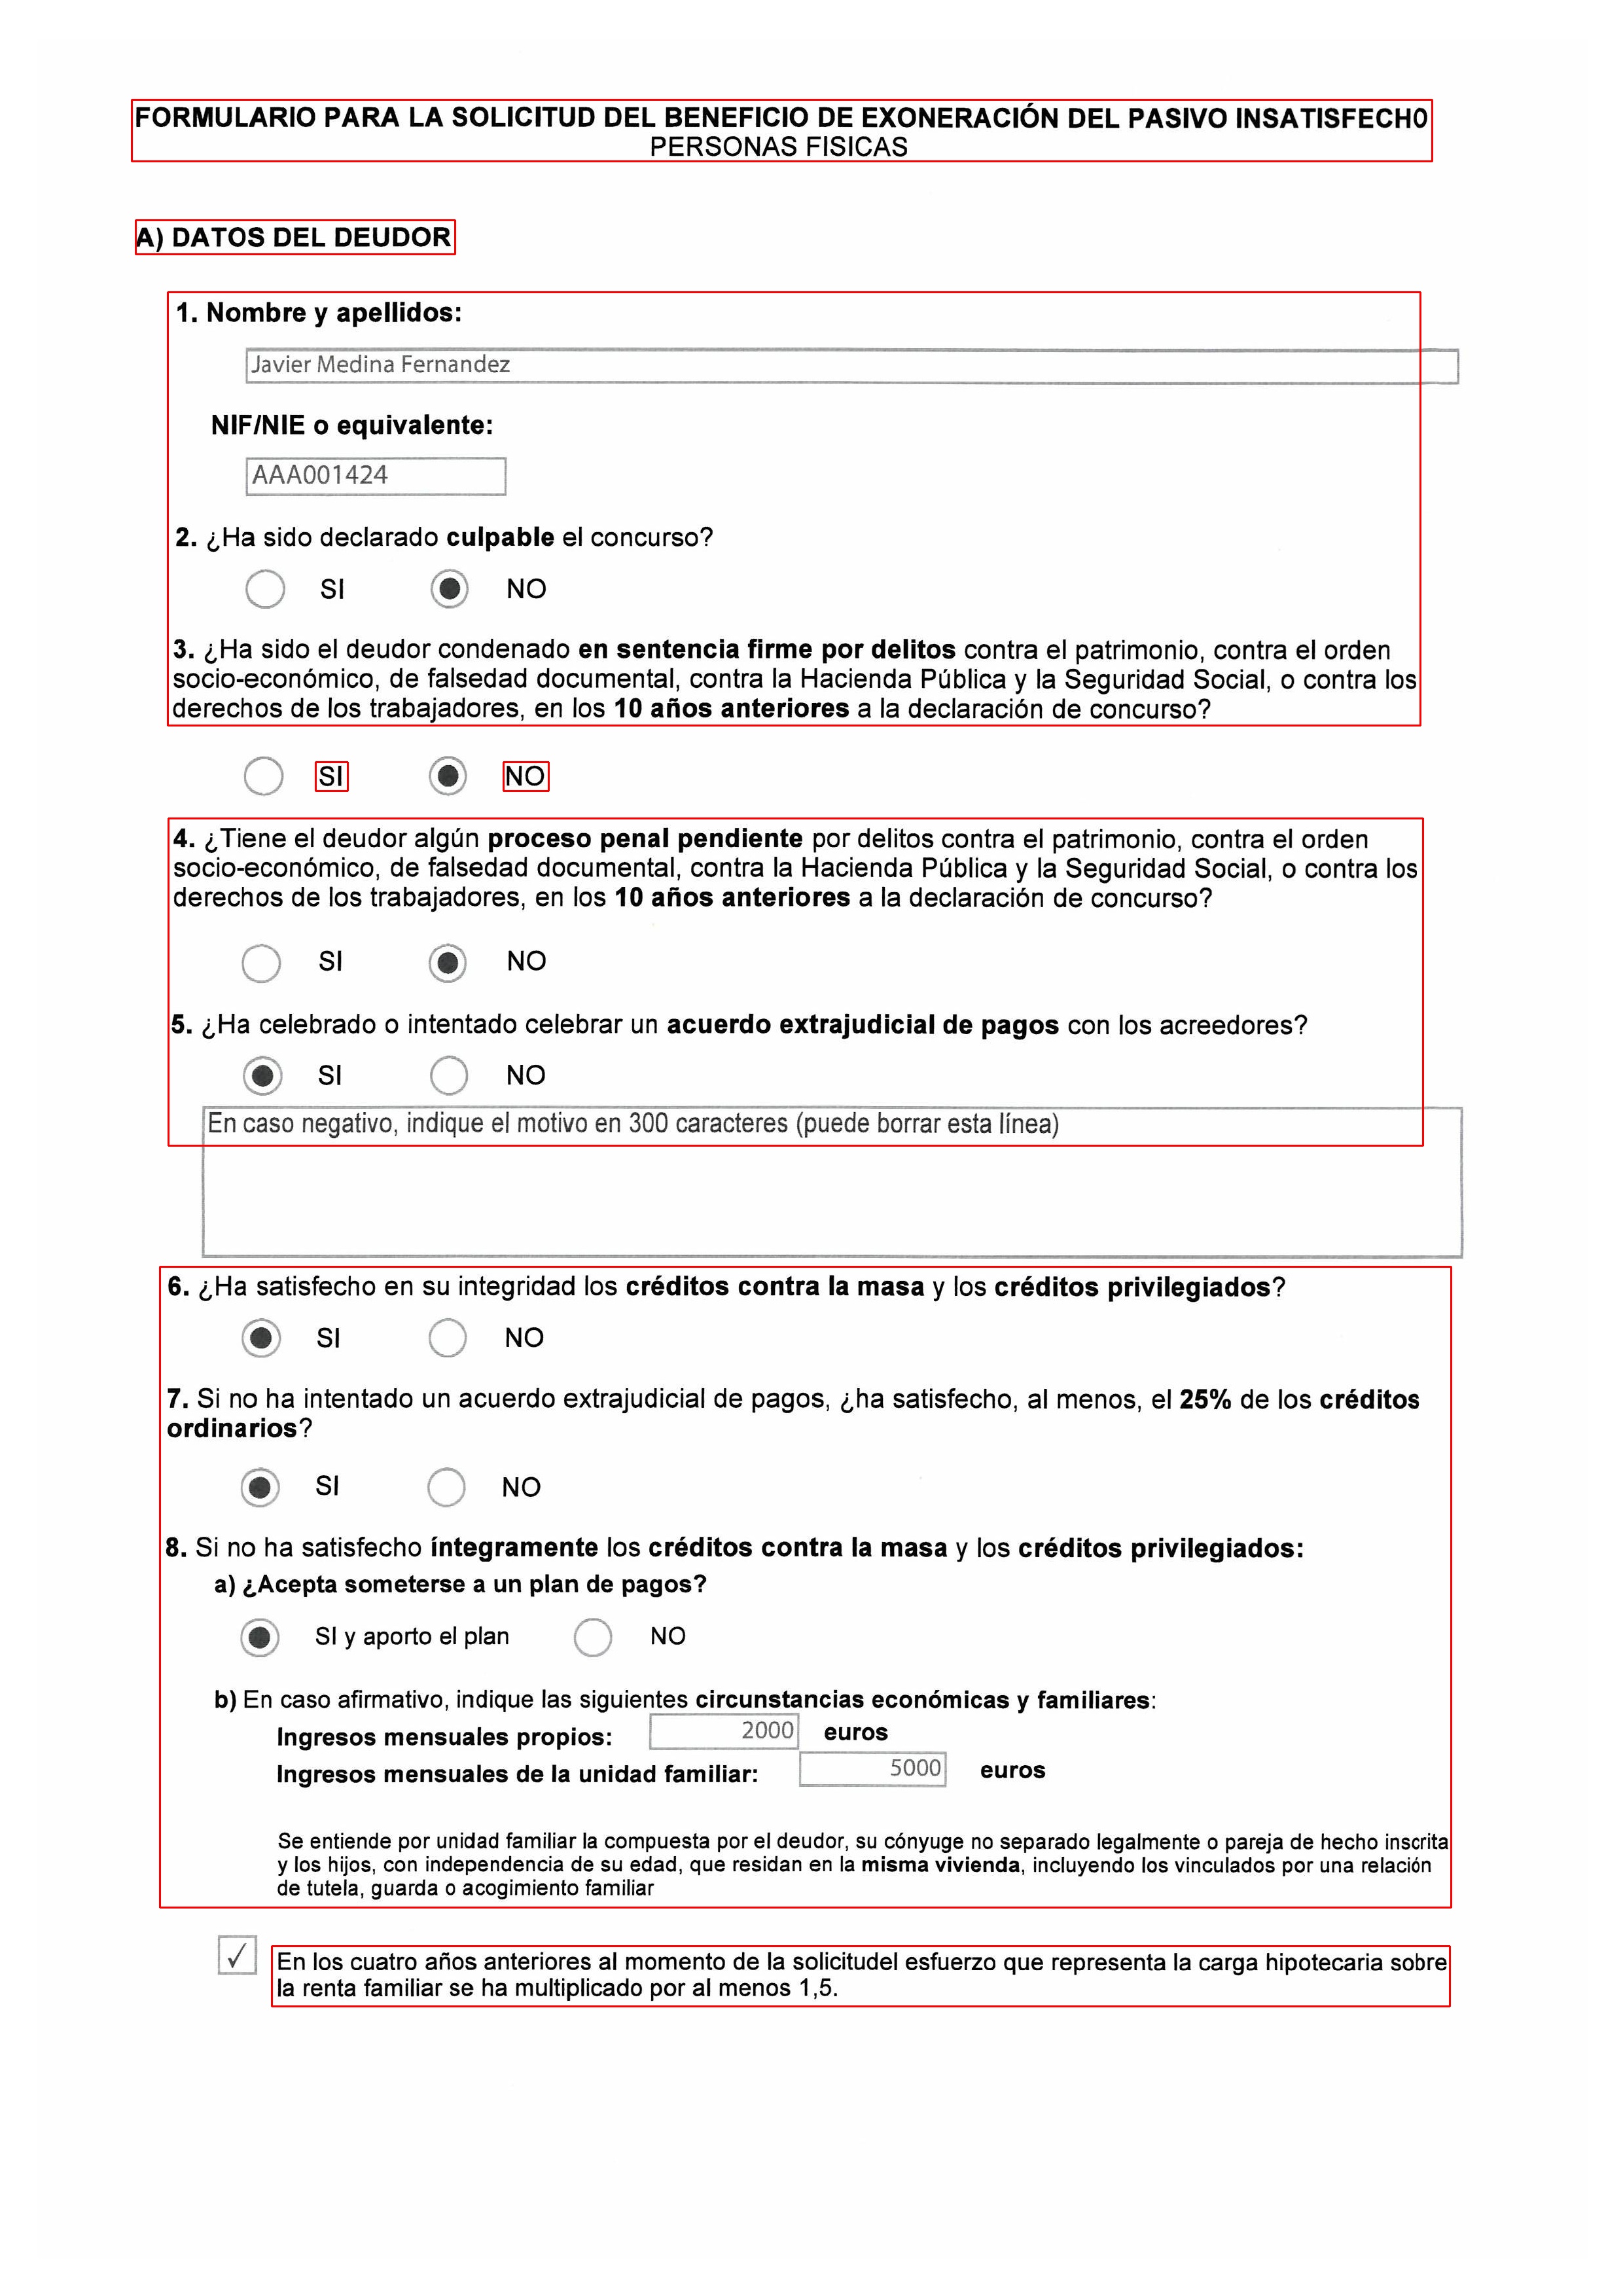 FORMULARIO PARA LA SOLICITUD DEL BENEFICIO DE EXONERACIÓN DEL PASIVO INSATISFECH0
PERSONAS FISICAS
A) DATOS DEL DEUDOR
1. Nombre y apellidos:
Javier Medina Fernandez
NIF/NIE o equivalente:
AAA001424
2. ¿Ha sido declarado culpable el concurso?
SI NO
3. ¿Ha sido el deudor condenado en sentencia firme por delitos contra el patrimonio, contra el orden
socio-económico, de falsedad documental, contra la Hacienda Pública y la Seguridad Social, o contra los
derechos de los trabajadores, en los 10 años anteriores a la declaración de concurso?
SI NO
4. ¿Tiene el deudor algún proceso penal pendiente por delitos contra el patrimonio, contra el orden
socio-económico, de falsedad documental, contra la Hacienda Pública y la Seguridad Social, o contra los
derechos de los trabajadores, en los 10 años anteriores a la declaración de concurso?
SI NO
5. ¿Ha celebrado o intentado celebrar un acuerdo extrajudicial de pagos con los acreedores?
SI NO
En caso negativo, indique el motivo en 300 caracteres (puede borrar esta línea)
6. ¿Ha satisfecho en su integridad los créditos contra la masa y los créditos privilegiados?
SI NO
7. Si no ha intentado un acuerdo extrajudicial de pagos, ¿ha satisfecho, al menos, el 25% de los créditos
ordinarios?
SI NO
8. Si no ha satisfecho íntegramente los créditos contra la masa y los créditos privilegiados:
a) ¿Acepta someterse a un plan de pagos?
SI y aporto el plan NO
b) En caso afirmativo, indique las siguientes circunstancias económicas y familiares:
Ingresos mensuales propios: 2000 euros
Ingresos mensuales de la unidad familiar: 5000 euros
Se entiende por unidad familiar la compuesta por el deudor, su cónyuge no separado legalmente o pareja de hecho inscrita
y los hijos, con independencia de su edad, que residan en la misma vivienda, incluyendo los vinculados por una relación
de tutela, guarda o acogimiento familiar
✓ En los cuatro años anteriores al momento de la solicitudel esfuerzo que representa la carga hipotecaria sobre
la renta familiar se ha multiplicado por al menos 1,5.